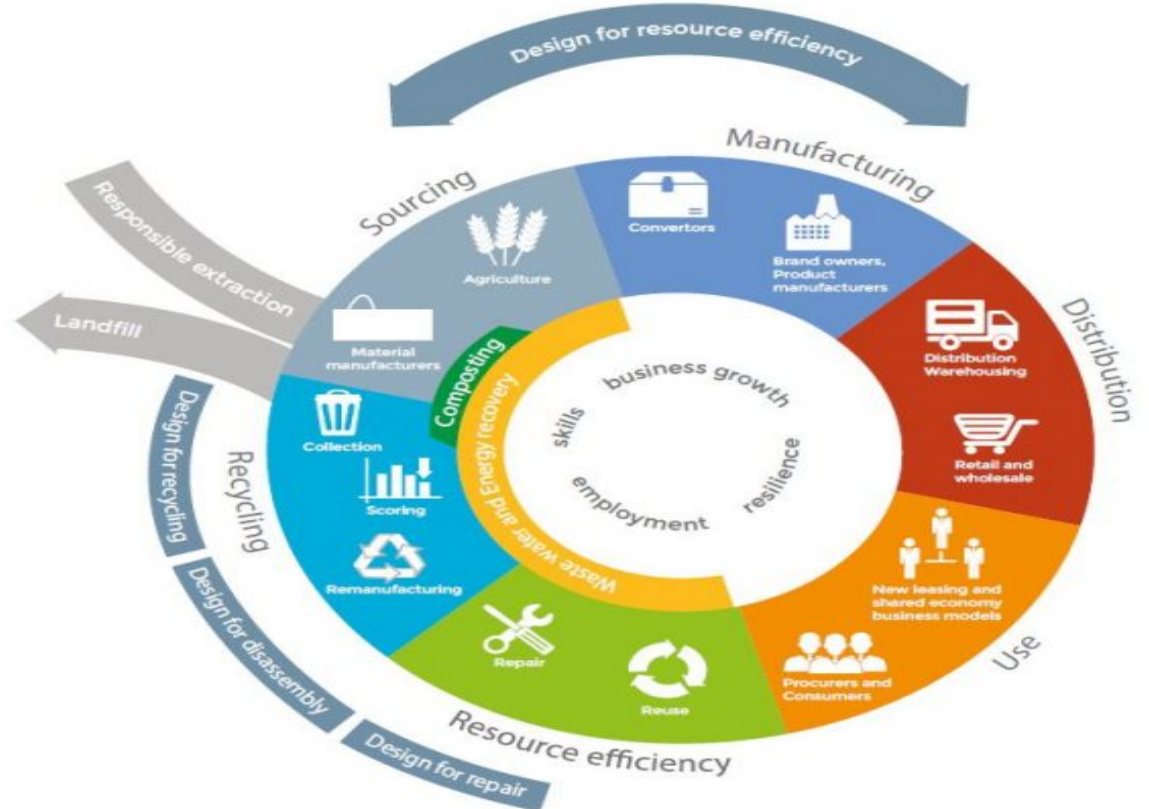 Design for resource efficiency
Manufacturing
Sourcing
Convertors
Brand owners,
Product
manufacturers
Agriculture
Responsible extraction
Landfill
Material
manufacturers
Composting
Waste water and Energy recovery
Distribution
Distribution
Warehousing
Retail and
wholesale
business growth
skills
resilience
employment
Design for recycling
Recycling
Collection
Scoring
Remanufacturing
New leasing and
shared economy
business models
Use
Procurers and
Consumers
Repair
Reuse
Resource efficiency
Design for disassembly
Design for repair